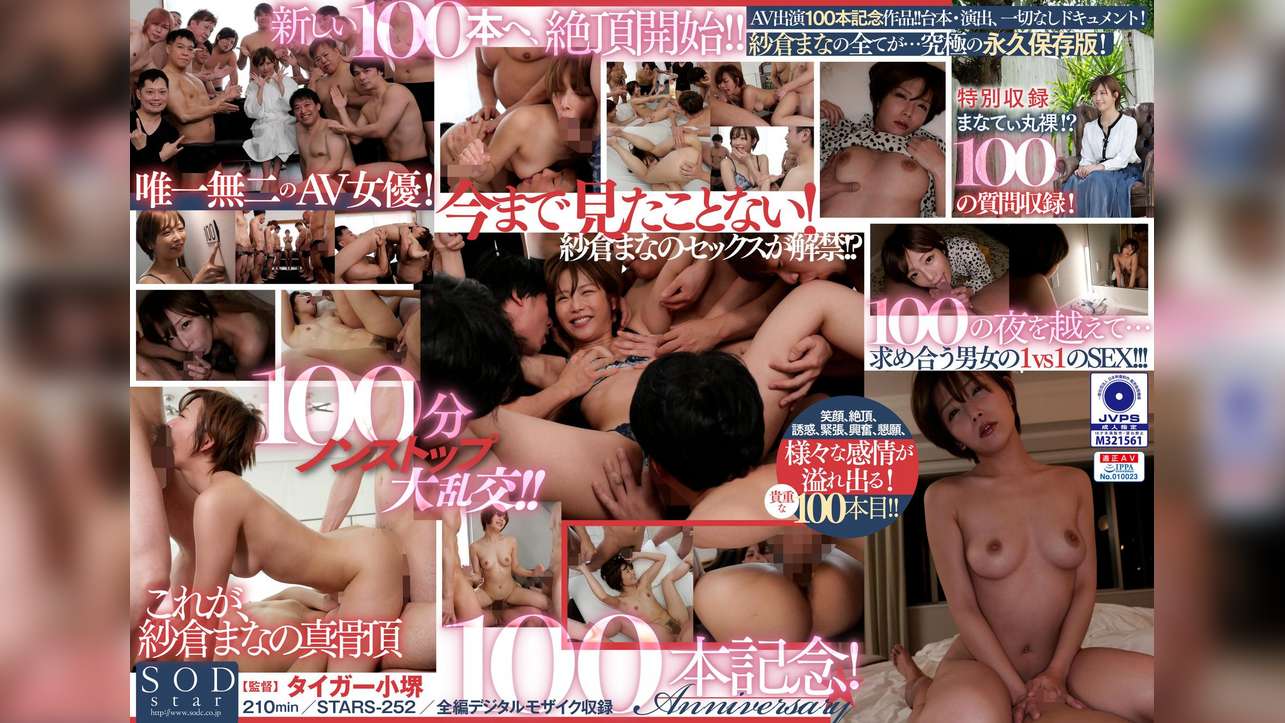 新しい100本へ、絶頂開始!!
AV出演100本記念作品!!台本・演出、一切なしドキュメント!
紗倉まなの全てが…究極の永久保存版!
特別収録
まなてぃ丸裸!?
100
の質問収録!
唯一無二のAV女優!
今まで見たことない!
紗倉まなのセックスが解禁!?
100
100の夜を越えて…
求め合う男女の1vs1のSEX!!!
100分
ノンストップ
大乱交!!
笑顔、絶頂、
誘惑、緊張、興奮、懇願、
様々な感情が
溢れ出る!
貴重な
100本目!!
JVPS
成人指定
M321561
適正AV
IPPA
No.010023
これが、
紗倉まなの真骨頂
100本記念!
Anniversary
SOD
star
http://www.sodc.co.jp
【監督】タイガー小堺
210min/STARS-252/全編デジタルモザイク収録